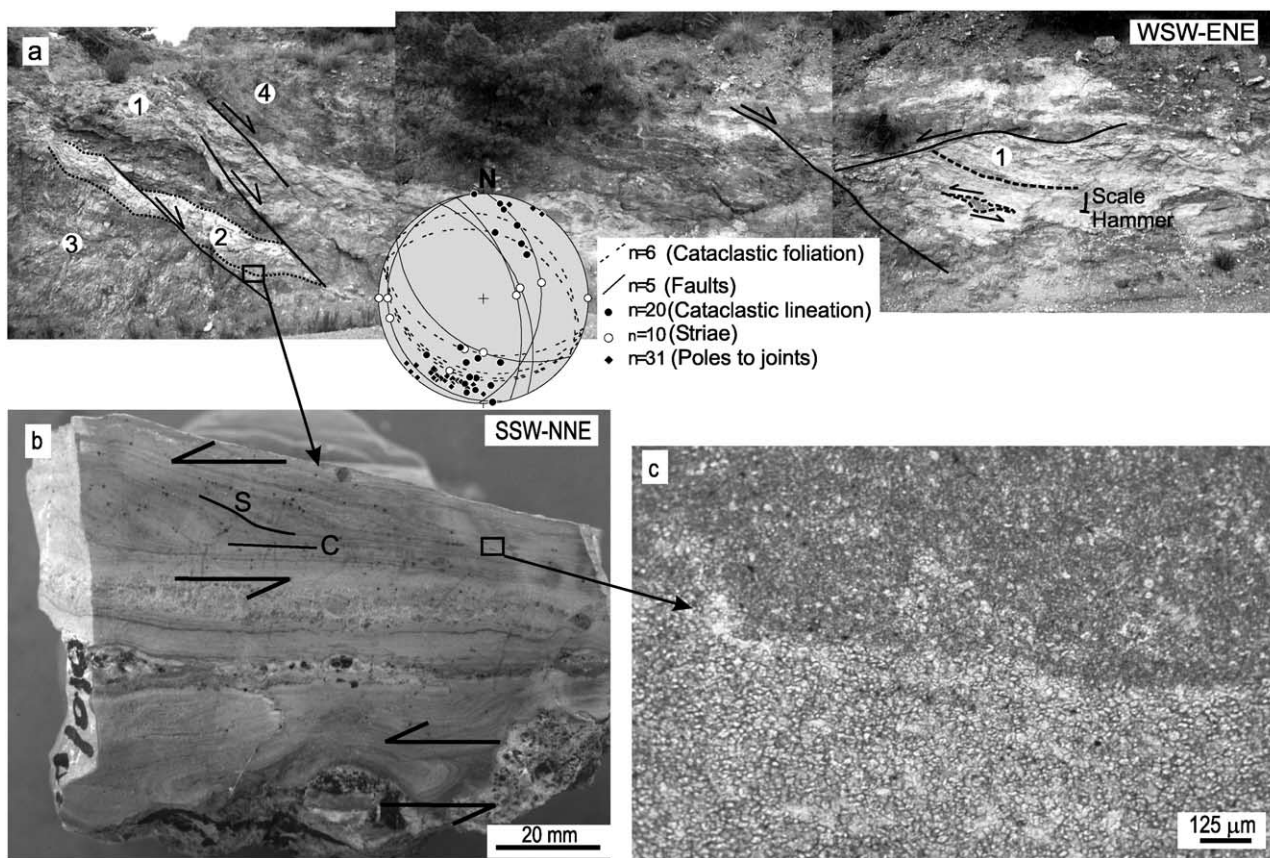 a
WSW-ENE
1
4
3
2
1
Scale
Hammer
N
n=6 (Cataclastic foliation)
n=5 (Faults)
n=20 (Cataclastic lineation)
n=10 (Striae)
n=31 (Poles to joints)
b
SSW-NNE
S
C
20 mm
c
125 µm